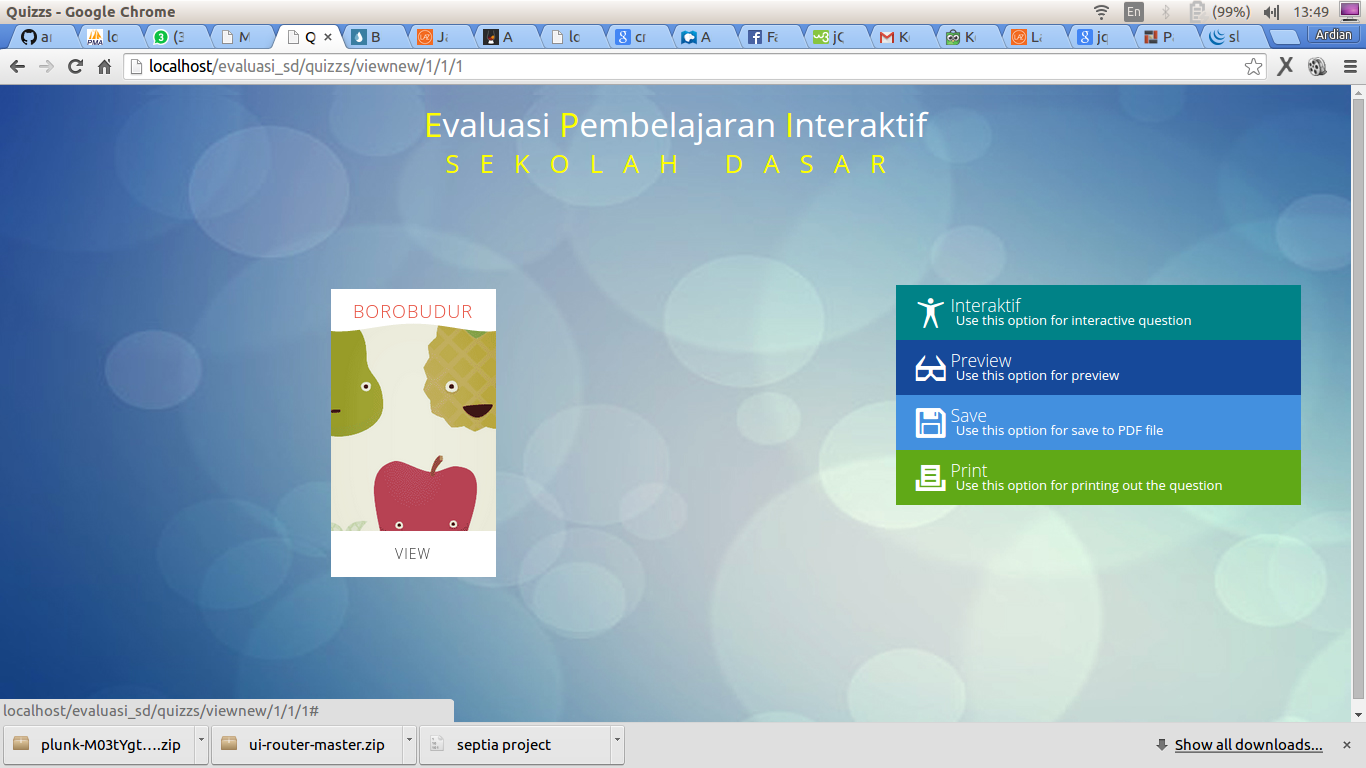 Quizzs - Google Chrome
En (99%) 13:49
ar lo (3 M Q × B Ja A lo cr A Fa jC K K La jq Pa sl Ardian
localhost/evaluasi_sd/quizzs/viewnew/1/1/1
Evaluasi Pembelajaran Interaktif
SEKOLAH DASAR
BOROBUDUR
VIEW
Interaktif
Use this option for interactive question
Preview
Use this option for preview
Save
Use this option for save to PDF file
Print
Use this option for printing out the question
localhost/evaluasi_sd/quizzs/viewnew/1/1/1#
plunk-M03tYgt....zip ui-router-master.zip septia project Show all downloads...